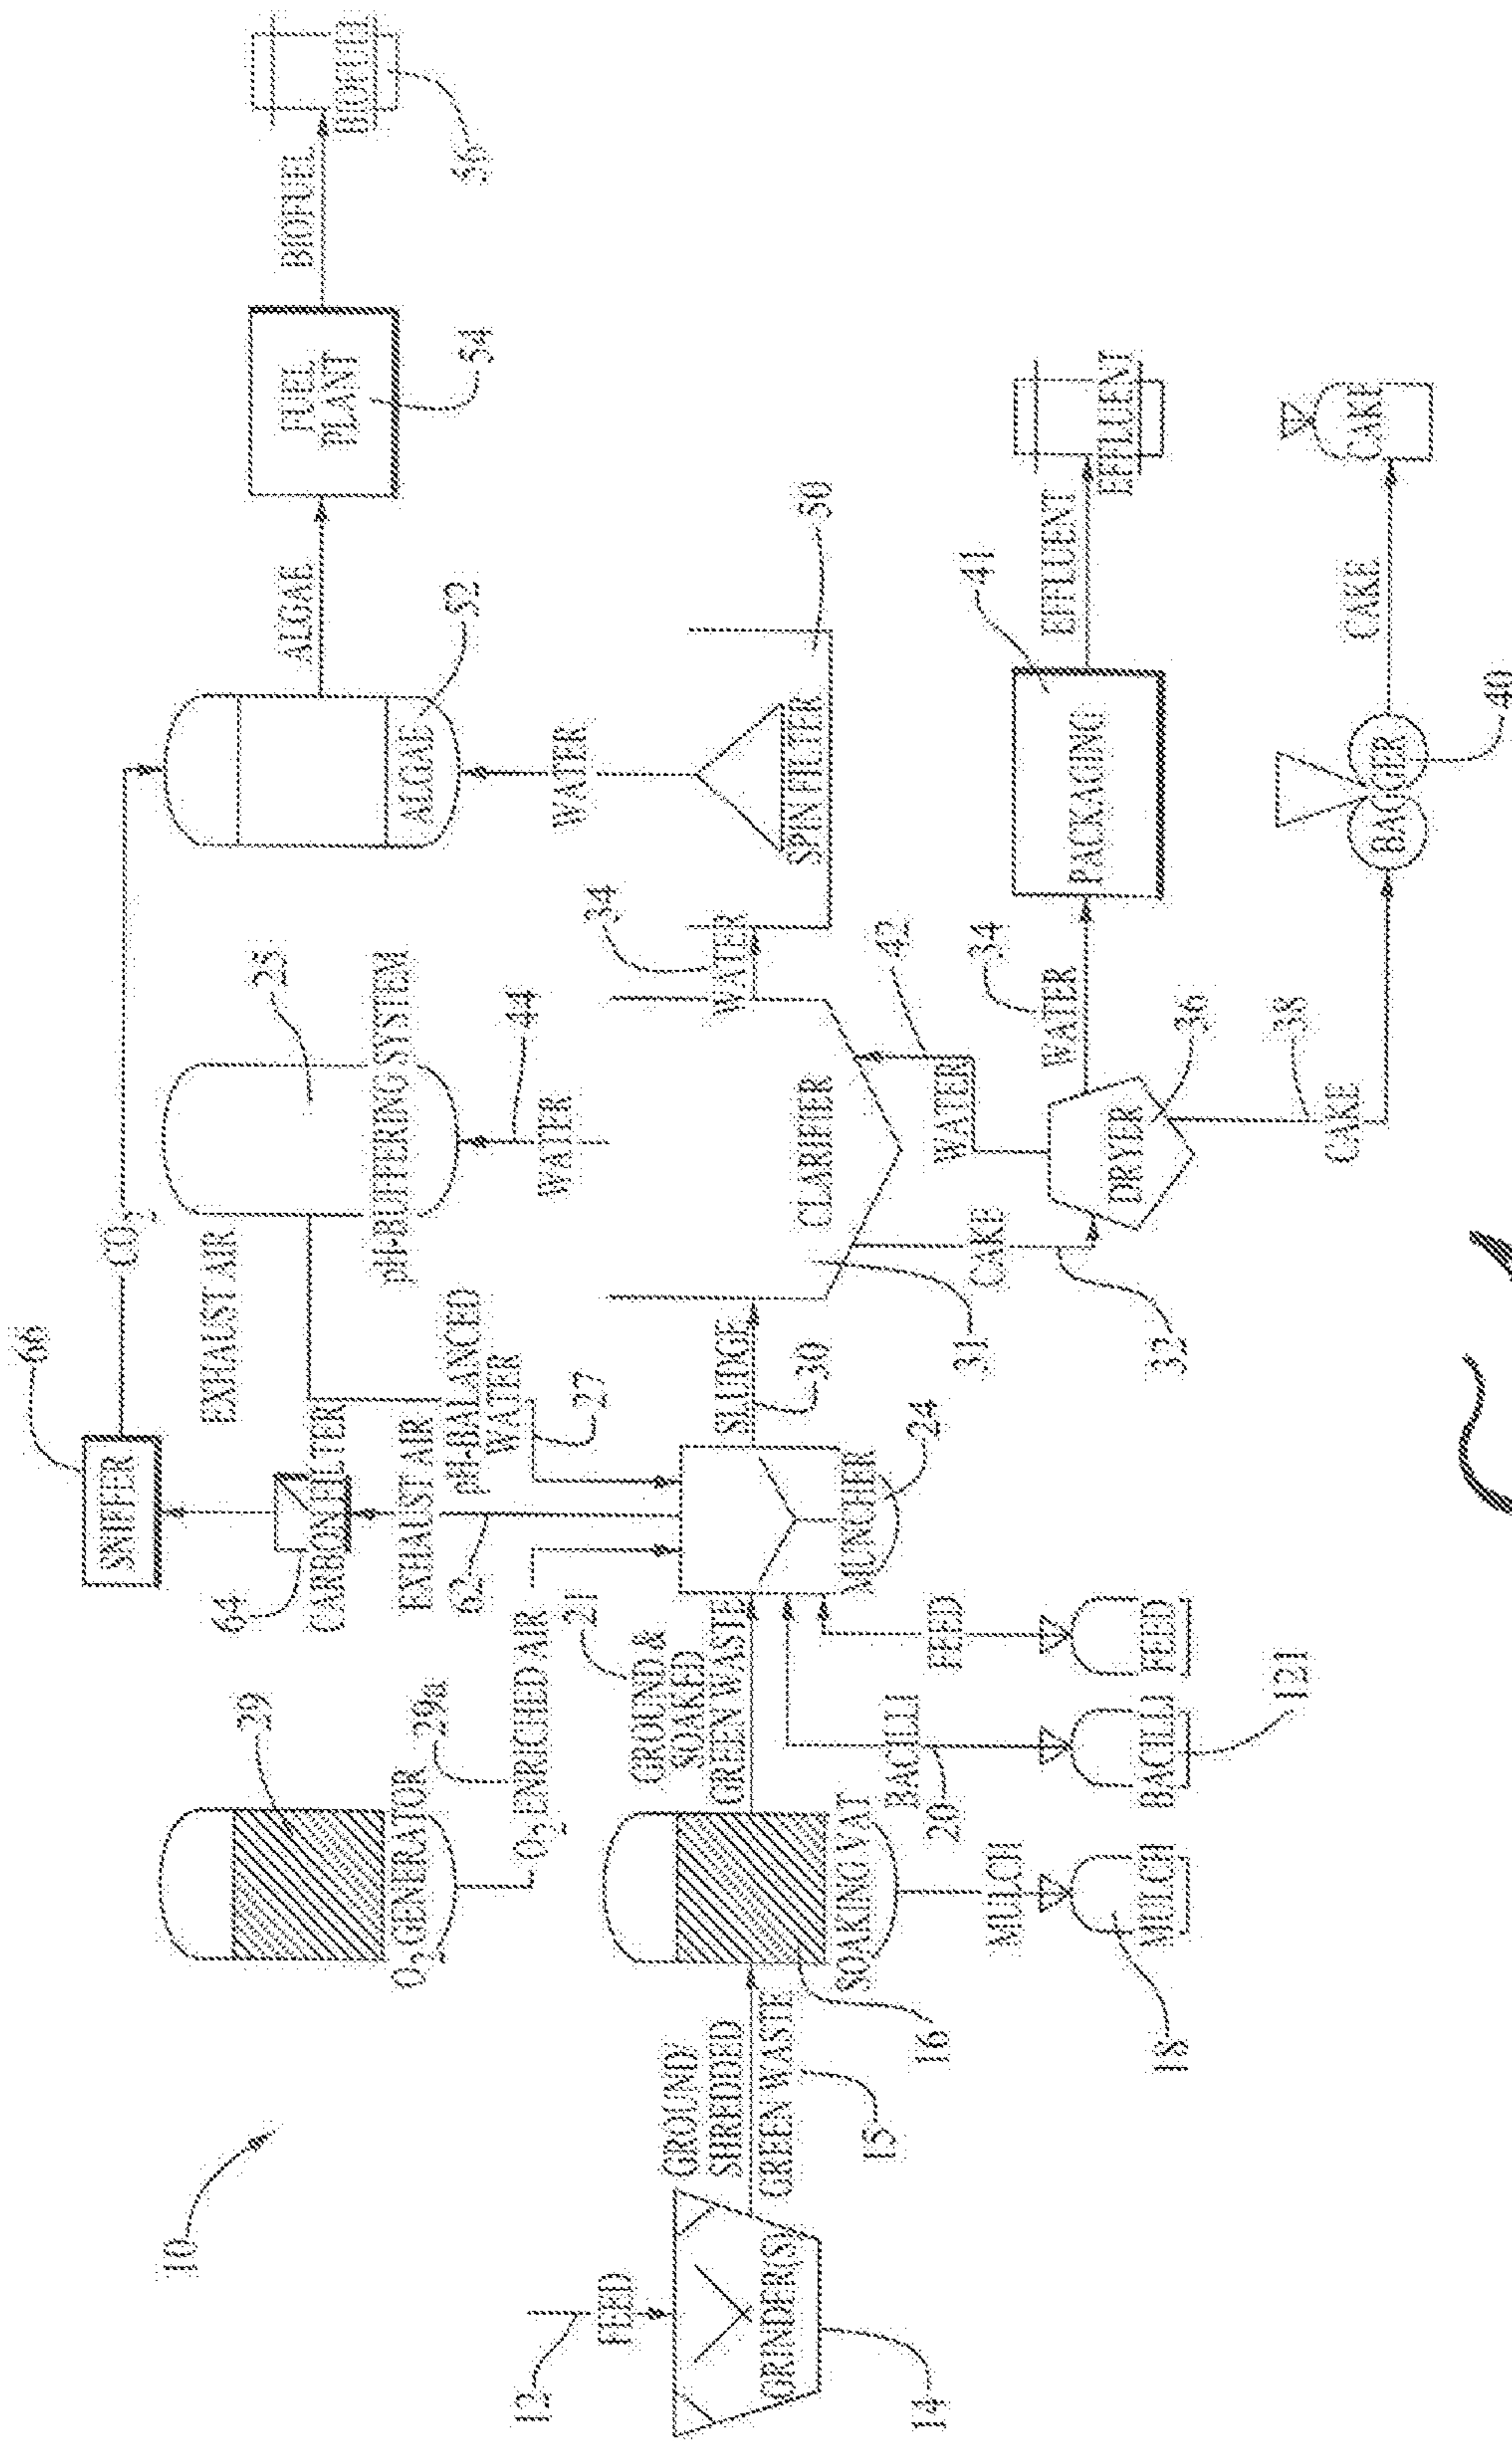 10
12
FEED
GRINDER(S)
14
GROUND/
SHREDDED
GREEN WASTE
15
29
O₂ GENERATOR
29a
O₂ ENRICHED AIR
SOAKING VAT
16
MULCH
MULCH
18
21
GROUND &
SOAKED
GREEN WASTE
BACILLI
20
BACILLI
121
FEED
FEED
66
SNIFFER
CO₂
64
CARBON FILTER
EXHAUST AIR
62
EXHAUST AIR
pH-BALANCED
WATER
27
MUNCHER
24
SLUDGE
30
25
pH-BUFFERING SYSTEM
44
WATER
CLARIFIER
31
CAKE
32
34
WATER
42
WATER
DRYER
36
34
WATER
38
CAKE
ALGAE
52
WATER
SPIN FILTER
50
PACKAGING
41
BAGGER
40
ALGAE
FUEL
PLANT
54
BIOFUEL
BIOFUEL
56
EFFLUENT
EFFLUENT
CAKE
CAKE